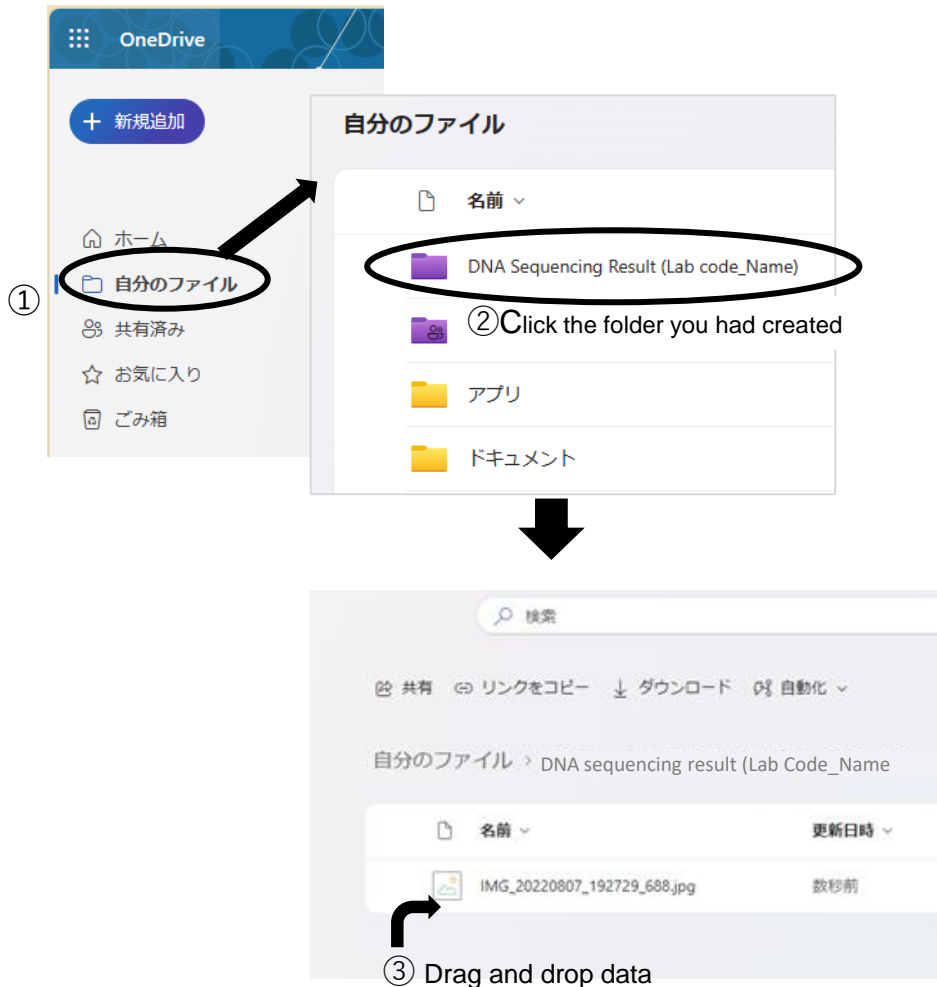 OneDrive
+ 新規追加
ホーム
① 自分のファイル
共有済み
お気に入り
ごみ箱
自分のファイル
名前
DNA Sequencing Result (Lab code_Name)
②Click the folder you had created
アプリ
ドキュメント
検索
共有 リンクをコピー ダウンロード 自動化
自分のファイル > DNA sequencing result (Lab Code_Name
名前 更新日時
IMG_20220807_192729_688.jpg 数秒前
③ Drag and drop data